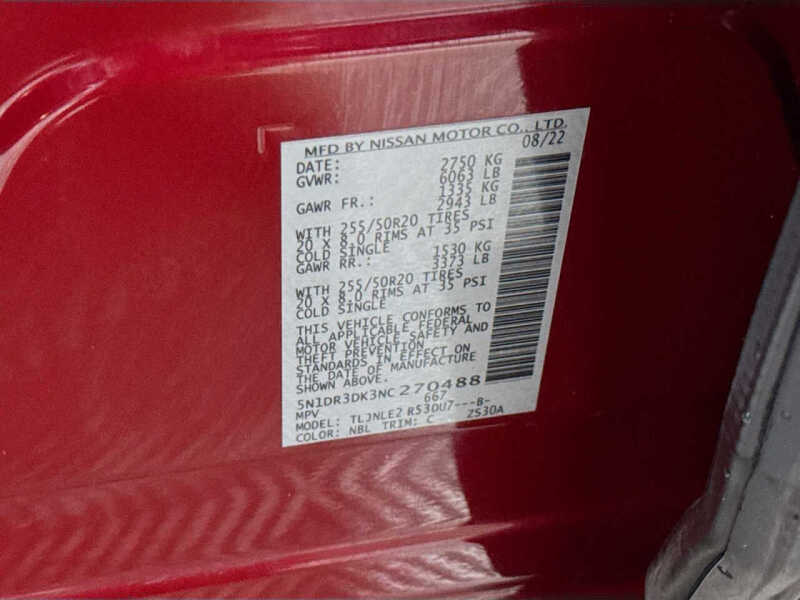 MFD BY NISSAN MOTOR CO., LTD.
DATE: 08/22
GVWR: 2750 KG
6063 LB
GAWR FR.: 1335 KG
2943 LB
WITH 255/50R20 TIRES
20 X 8.0 RIMS AT 35 PSI
COLD SINGLE
GAWR RR.: 1530 KG
3373 LB
WITH 255/50R20 TIRES
20 X 8.0 RIMS AT 35 PSI
COLD SINGLE
THIS VEHICLE CONFORMS TO
ALL APPLICABLE FEDERAL
MOTOR VEHICLE SAFETY AND
THEFT PREVENTION
STANDARDS IN EFFECT ON
THE DATE OF MANUFACTURE
SHOWN ABOVE.
5N1DR3DK3NC270488
MPV 667
MODEL: TLJNLE2 R530U7---B-
COLOR: NBL TRIM: C ZS30A